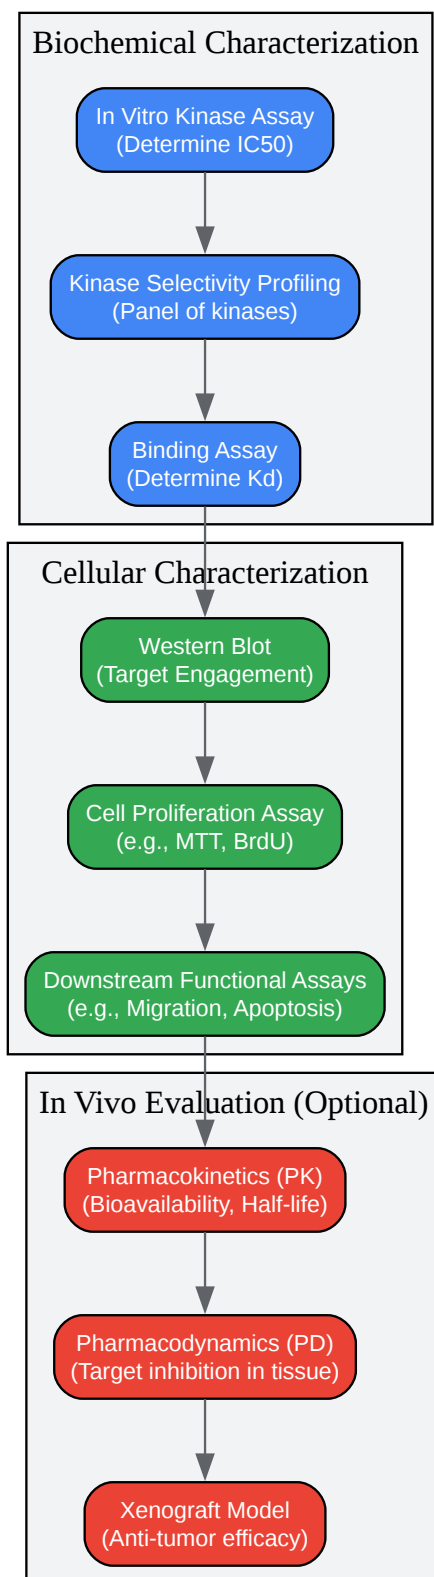 Biochemical Characterization
In Vitro Kinase Assay
(Determine IC50)
Kinase Selectivity Profiling
(Panel of kinases)
Binding Assay
(Determine Kd)
Cellular Characterization
Western Blot
(Target Engagement)
Cell Proliferation Assay
(e.g., MTT, BrdU)
Downstream Functional Assays
(e.g., Migration, Apoptosis)
In Vivo Evaluation (Optional)
Pharmacokinetics (PK)
(Bioavailability, Half-life)
Pharmacodynamics (PD)
(Target inhibition in tissue)
Xenograft Model
(Anti-tumor efficacy)